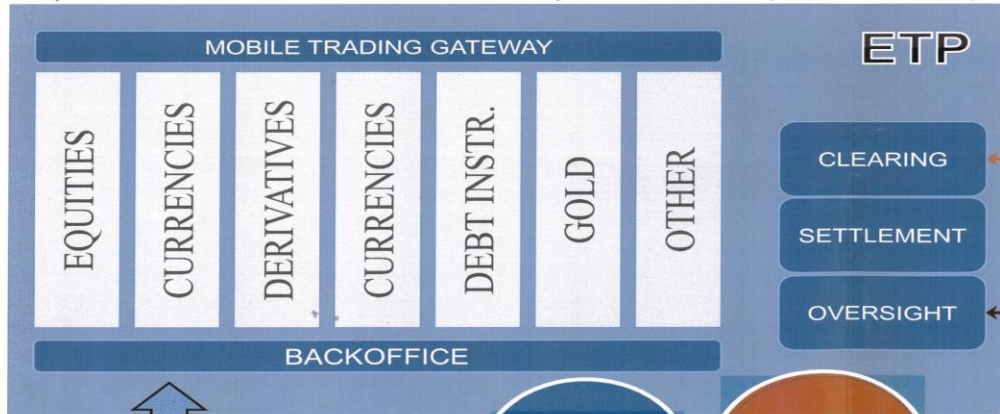 MOBILE TRADING GATEWAY
ETP
EQUITIES
CURRENCIES
DERIVATIVES
CURRENCIES
DEBT INSTR.
GOLD
OTHER
CLEARING
SETTLEMENT
OVERSIGHT
BACKOFFICE